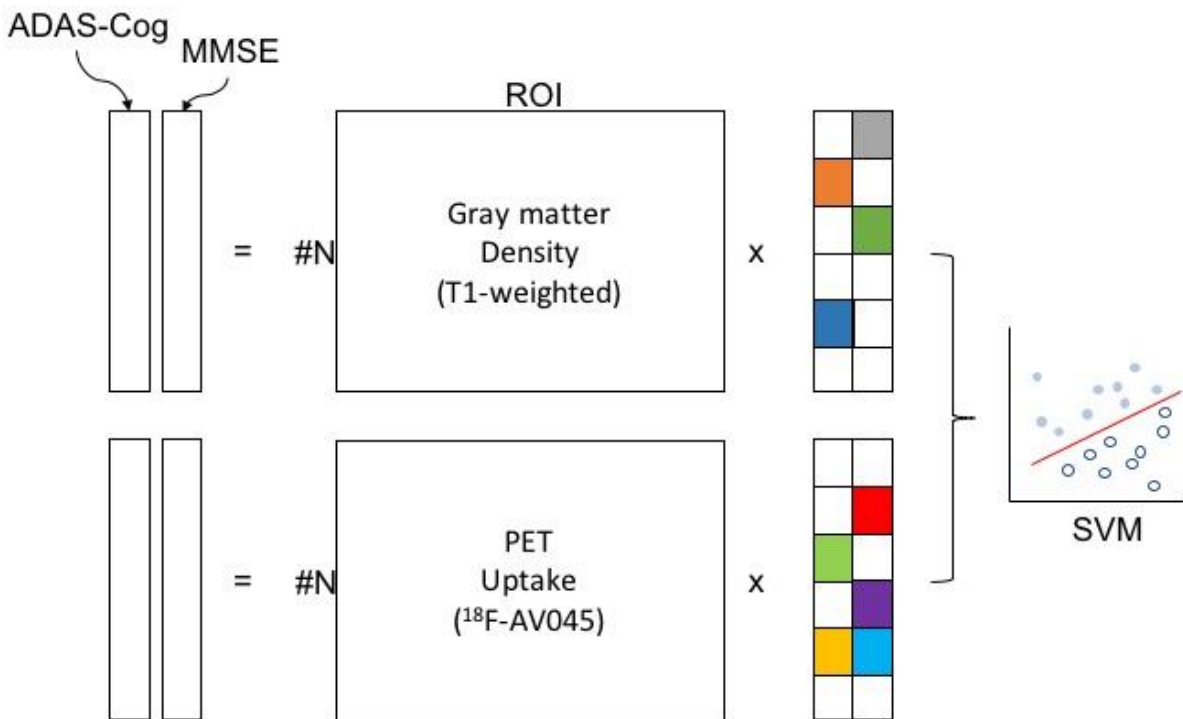 ADAS-Cog
MMSE
ROI
= #N
Gray matter
Density
(T1-weighted)
x
= #N
PET
Uptake
(¹⁸F-AV045)
x
SVM